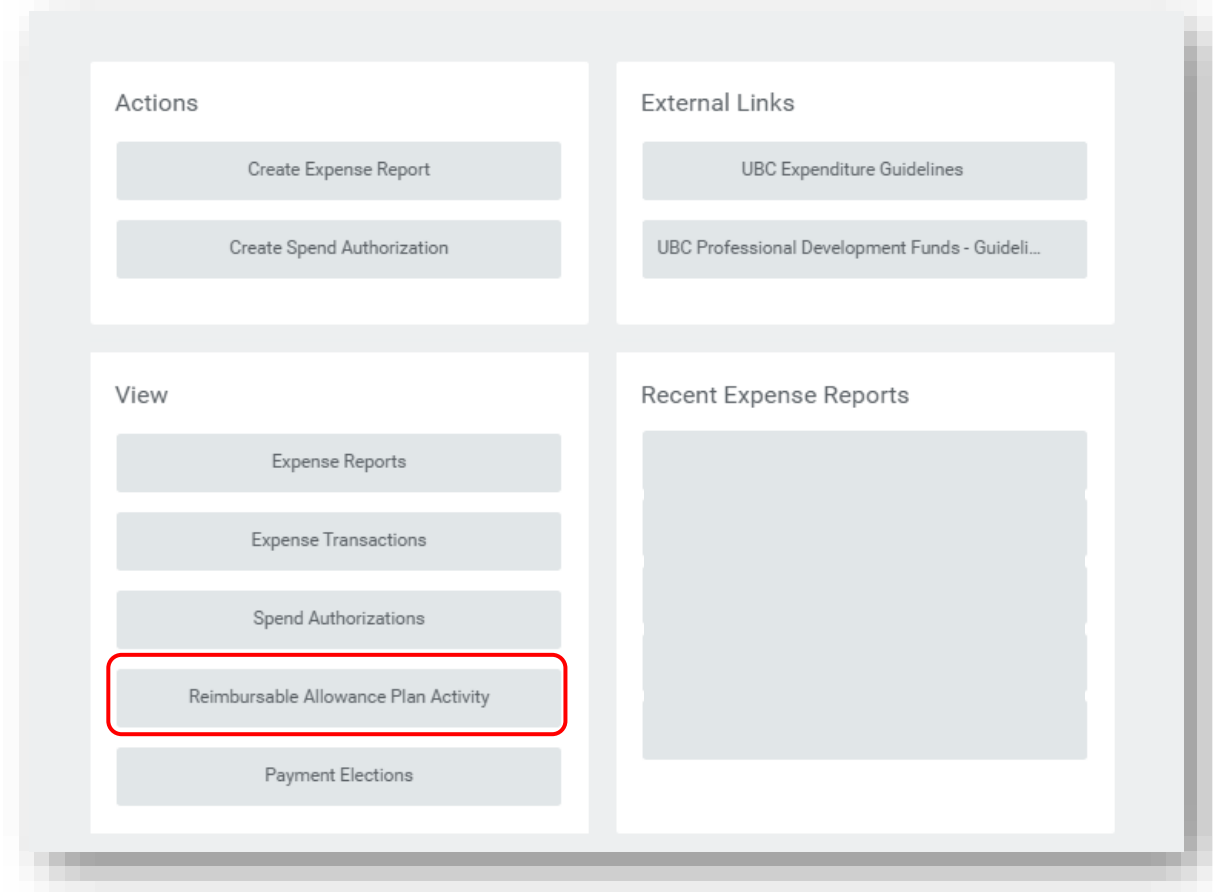 Actions
Create Expense Report
Create Spend Authorization
External Links
UBC Expenditure Guidelines
UBC Professional Development Funds - Guideli...
View
Expense Reports
Expense Transactions
Spend Authorizations
Reimbursable Allowance Plan Activity
Payment Elections
Recent Expense Reports